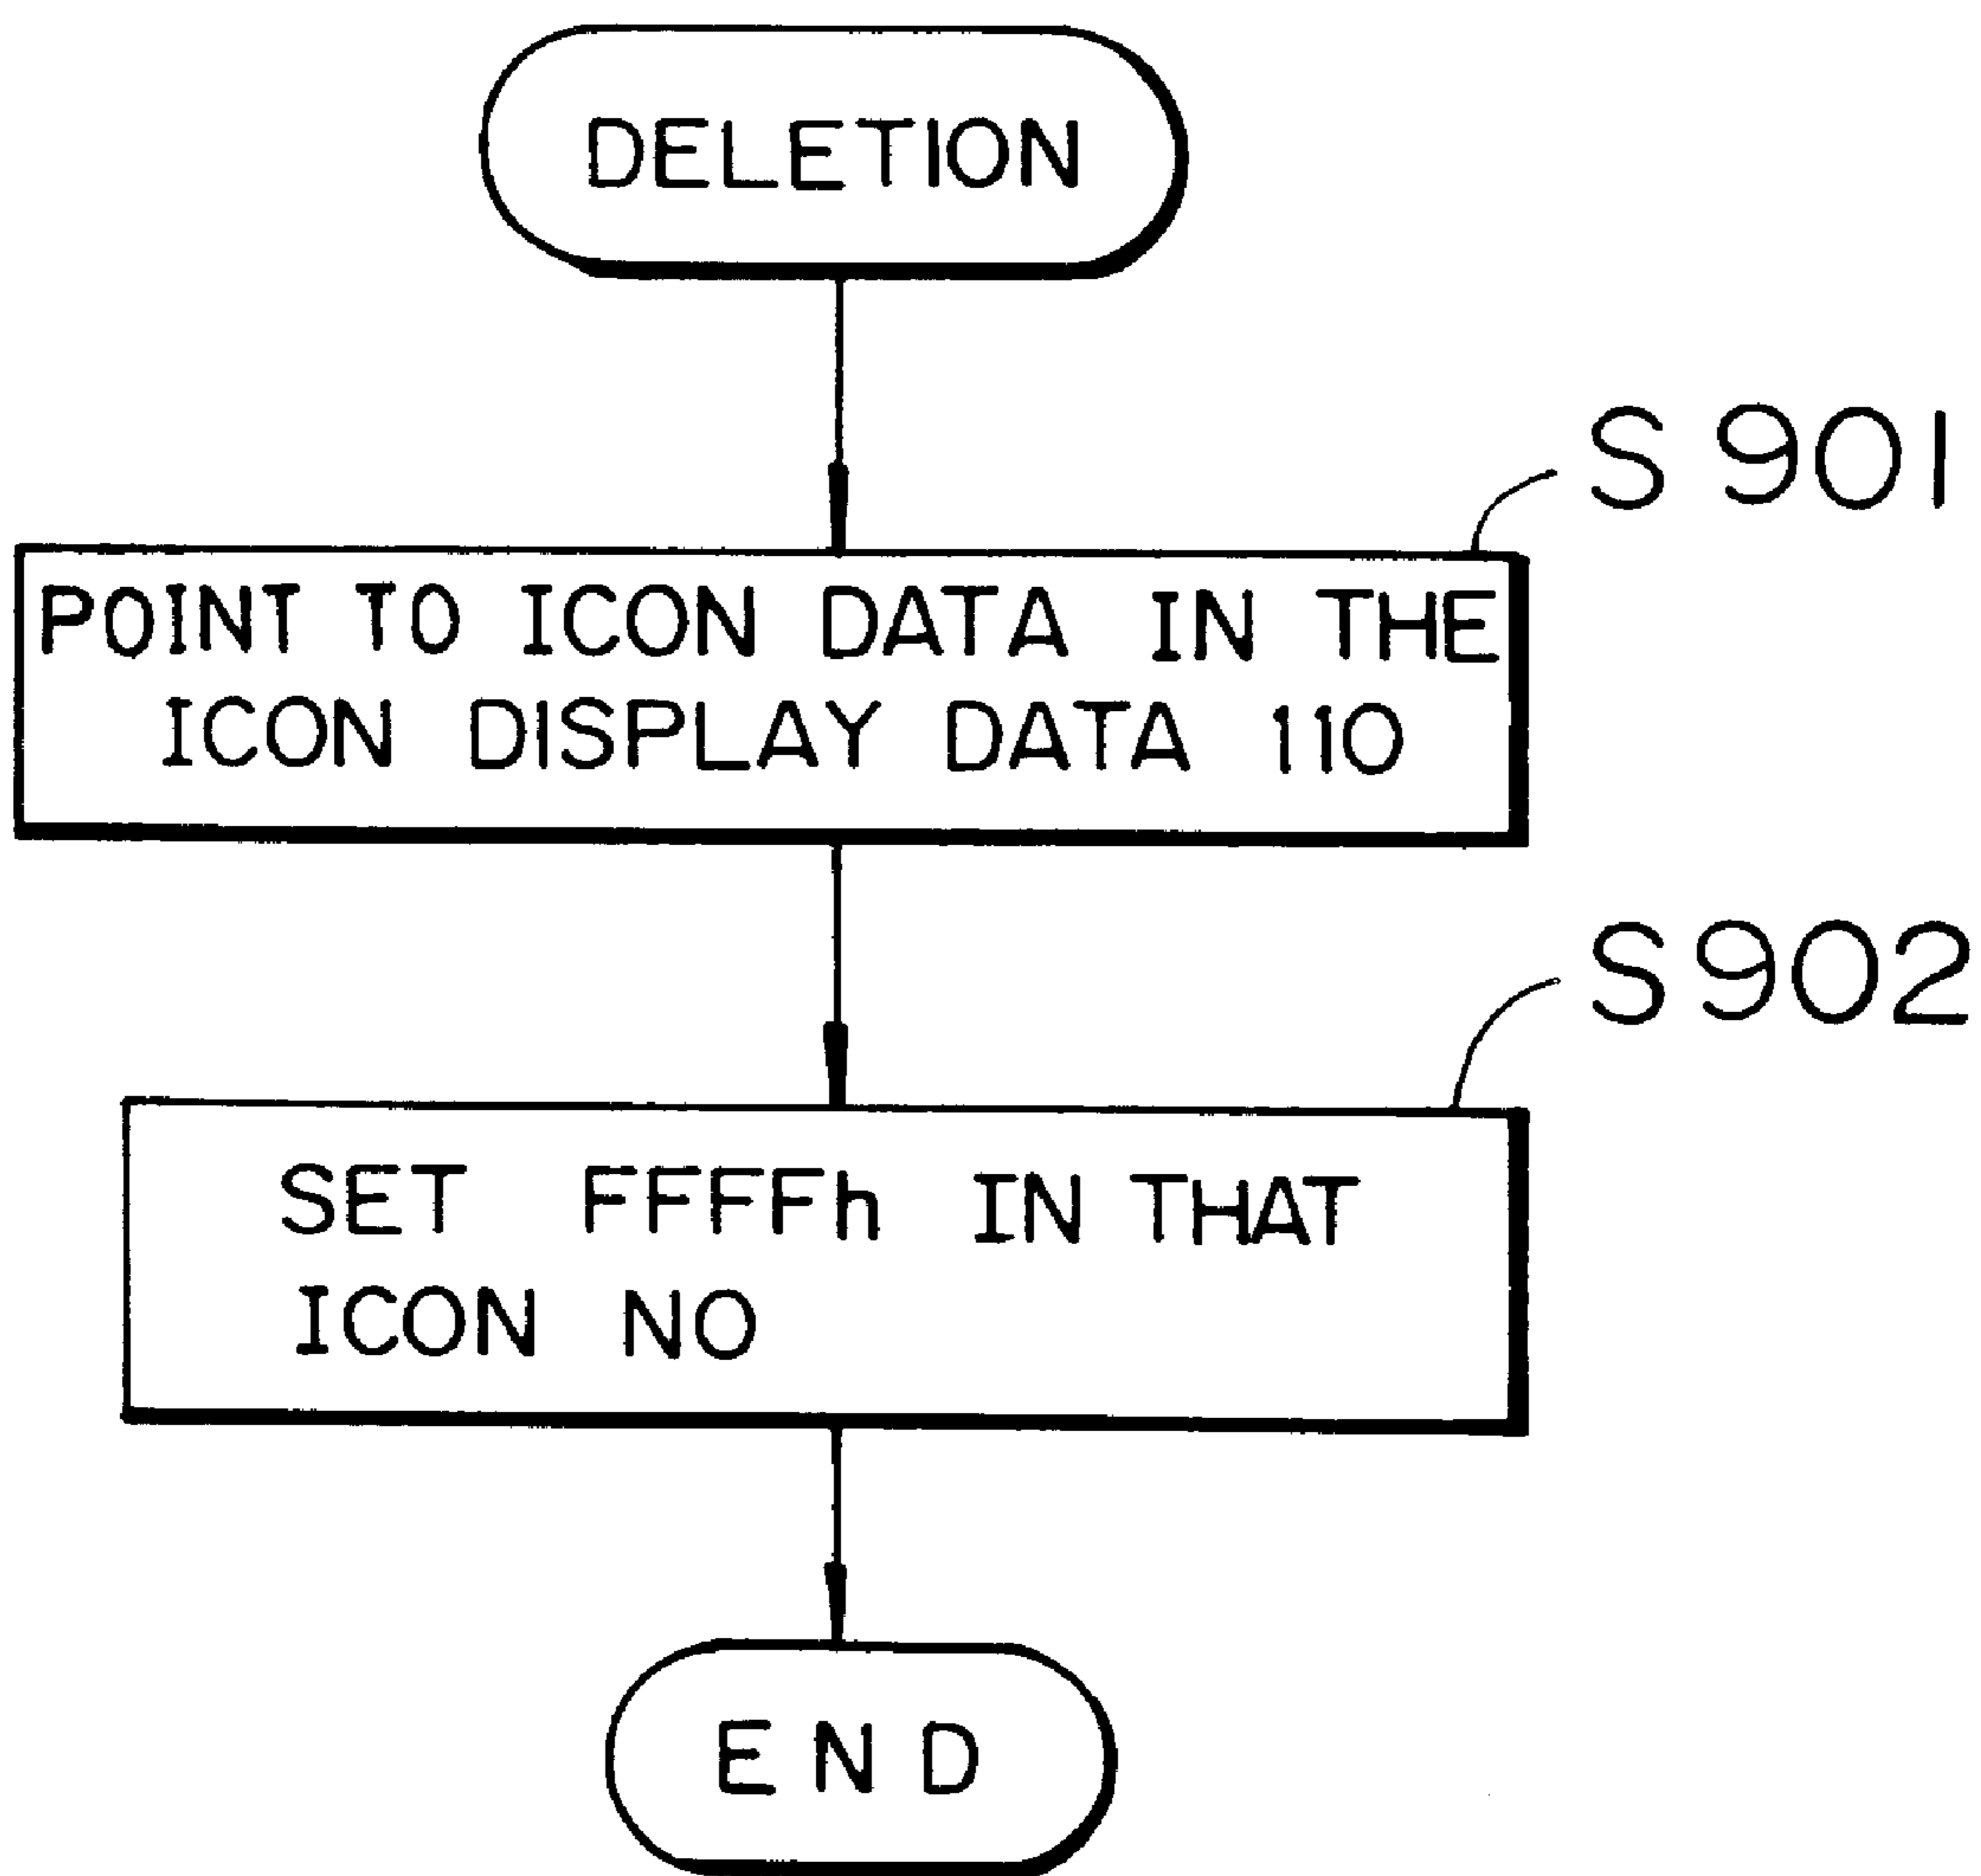 DELETION
S901
POINT TO ICON DATA IN THE
ICON DISPLAY DATA 110
S902
SET FFFFh IN THAT
ICON NO
END